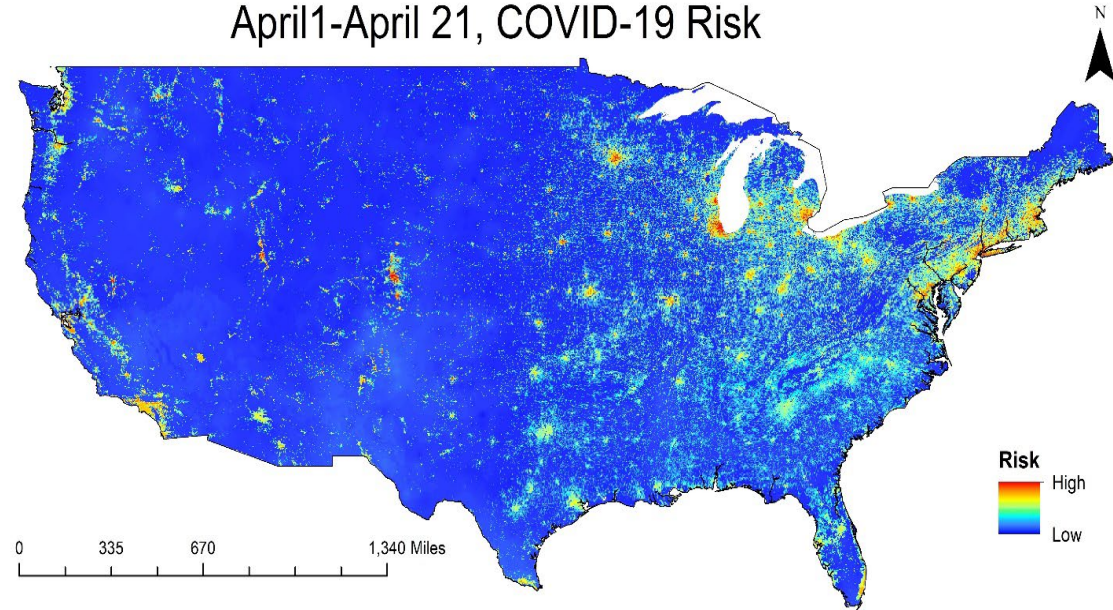 April1-April 21, COVID-19 Risk
N
Risk
High
Low
0 335 670 1,340 Miles